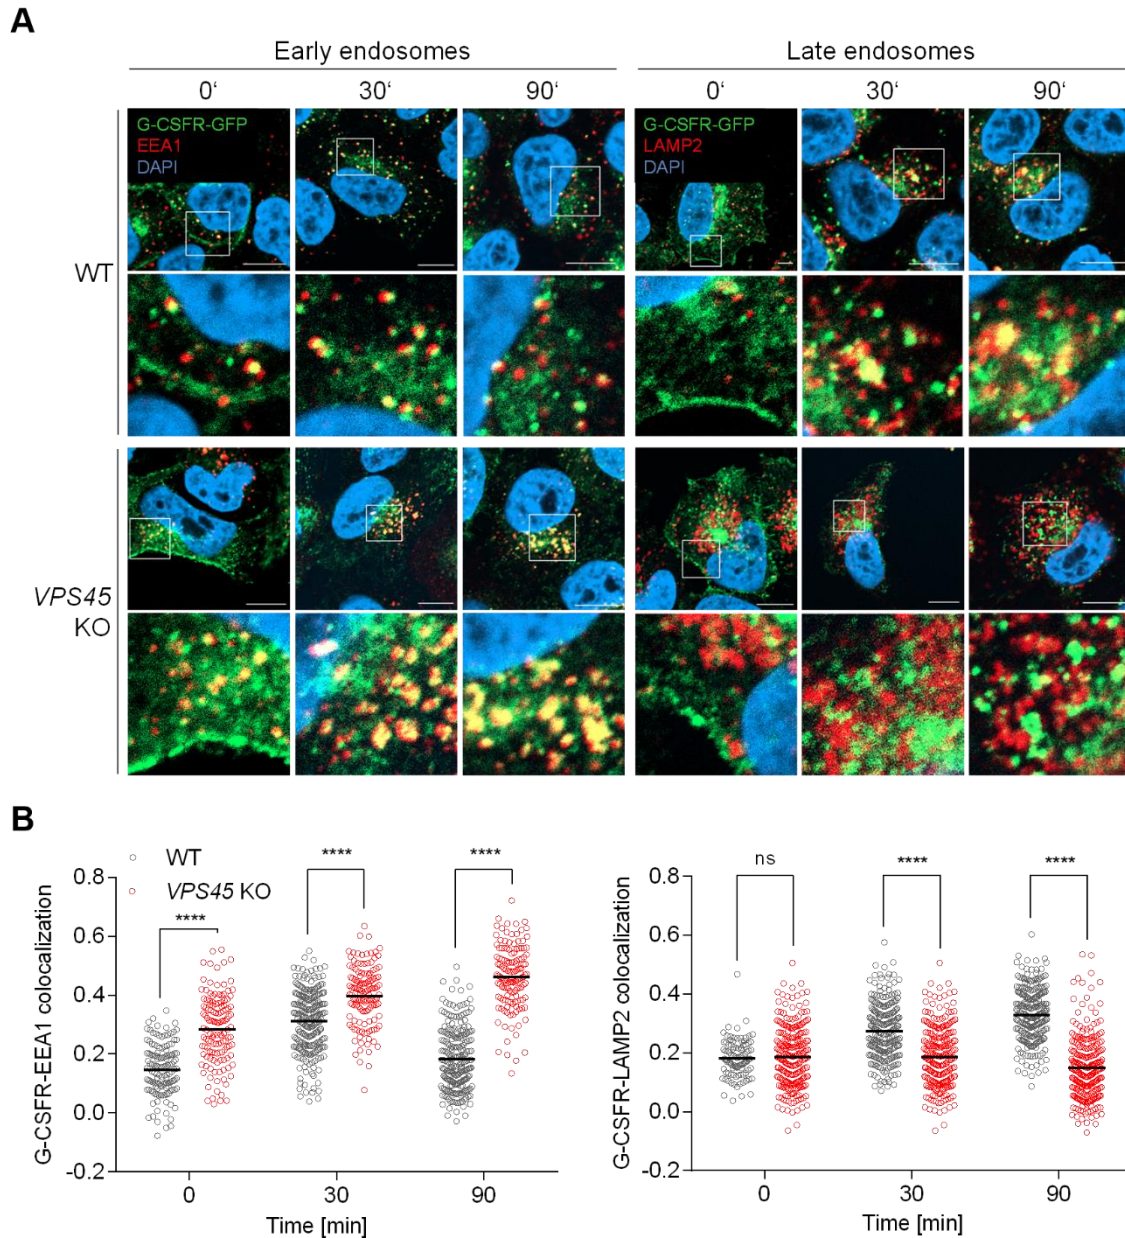 A
Early endosomes
Late endosomes
0‘ 30‘ 90‘ 0‘ 30‘ 90‘
G-CSFR-GFP
EEA1
DAPI
G-CSFR-GFP
LAMP2
DAPI
WT
VPS45
KO
B
WT
VPS45 KO
**** **** ****
G-CSFR-EEA1 colocalization
0.8
0.6
0.4
0.2
0.0
-0.2
0 30 90
Time [min]
ns **** ****
G-CSFR-LAMP2 colocalization
0.8
0.6
0.4
0.2
0.0
-0.2
0 30 90
Time [min]